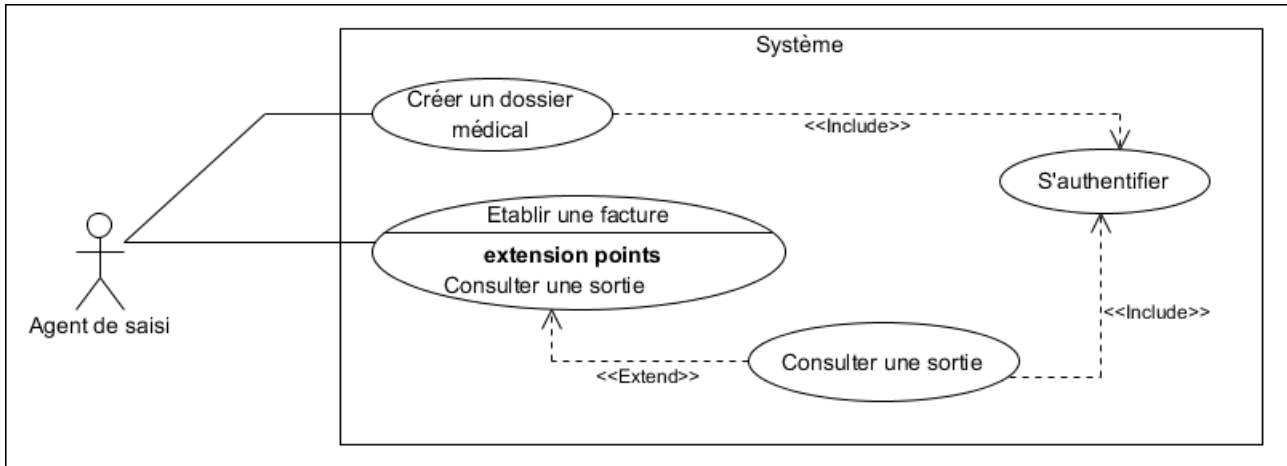 Système
Créer un dossier
médical
<<Include>>
S'authentifier
Etablir une facture
extension points
Consulter une sortie
Agent de saisi
<<Include>>
Consulter une sortie
<<Extend>>